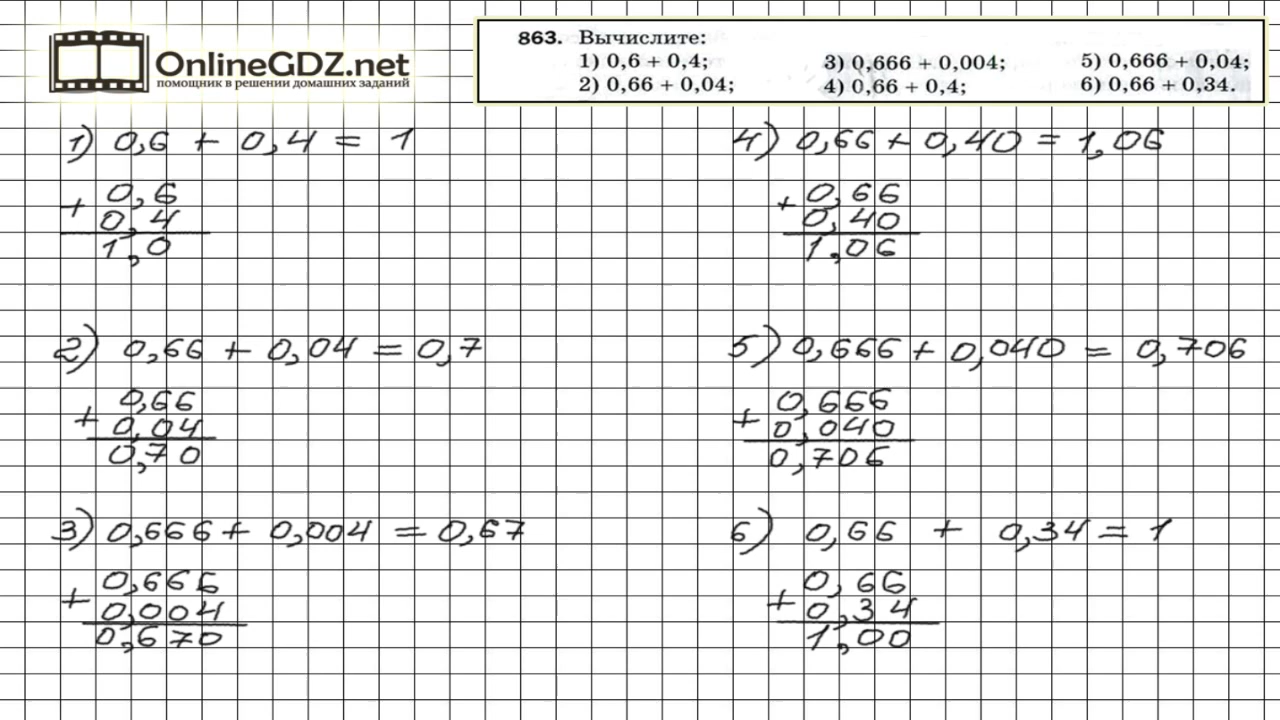 OnlineGDZ.net
помощник в решении домашних заданий
863. Вычислите:
1) 0,6 + 0,4; 3) 0,666 + 0,004; 5) 0,666 + 0,04;
2) 0,66 + 0,04; 4) 0,66 + 0,4; 6) 0,66 + 0,34.
1) 0,6 + 0,4 = 1
+ 0,6
0,4
1,0
2) 0,66 + 0,04 = 0,7
+ 0,66
0,04
0,70
3) 0,666 + 0,004 = 0,67
+ 0,666
0,004
0,670
4) 0,66 + 0,40 = 1,06
+ 0,66
0,40
1,06
5) 0,666 + 0,040 = 0,706
+ 0,666
0,040
0,706
6) 0,66 + 0,34 = 1
+ 0,66
0,34
1,00